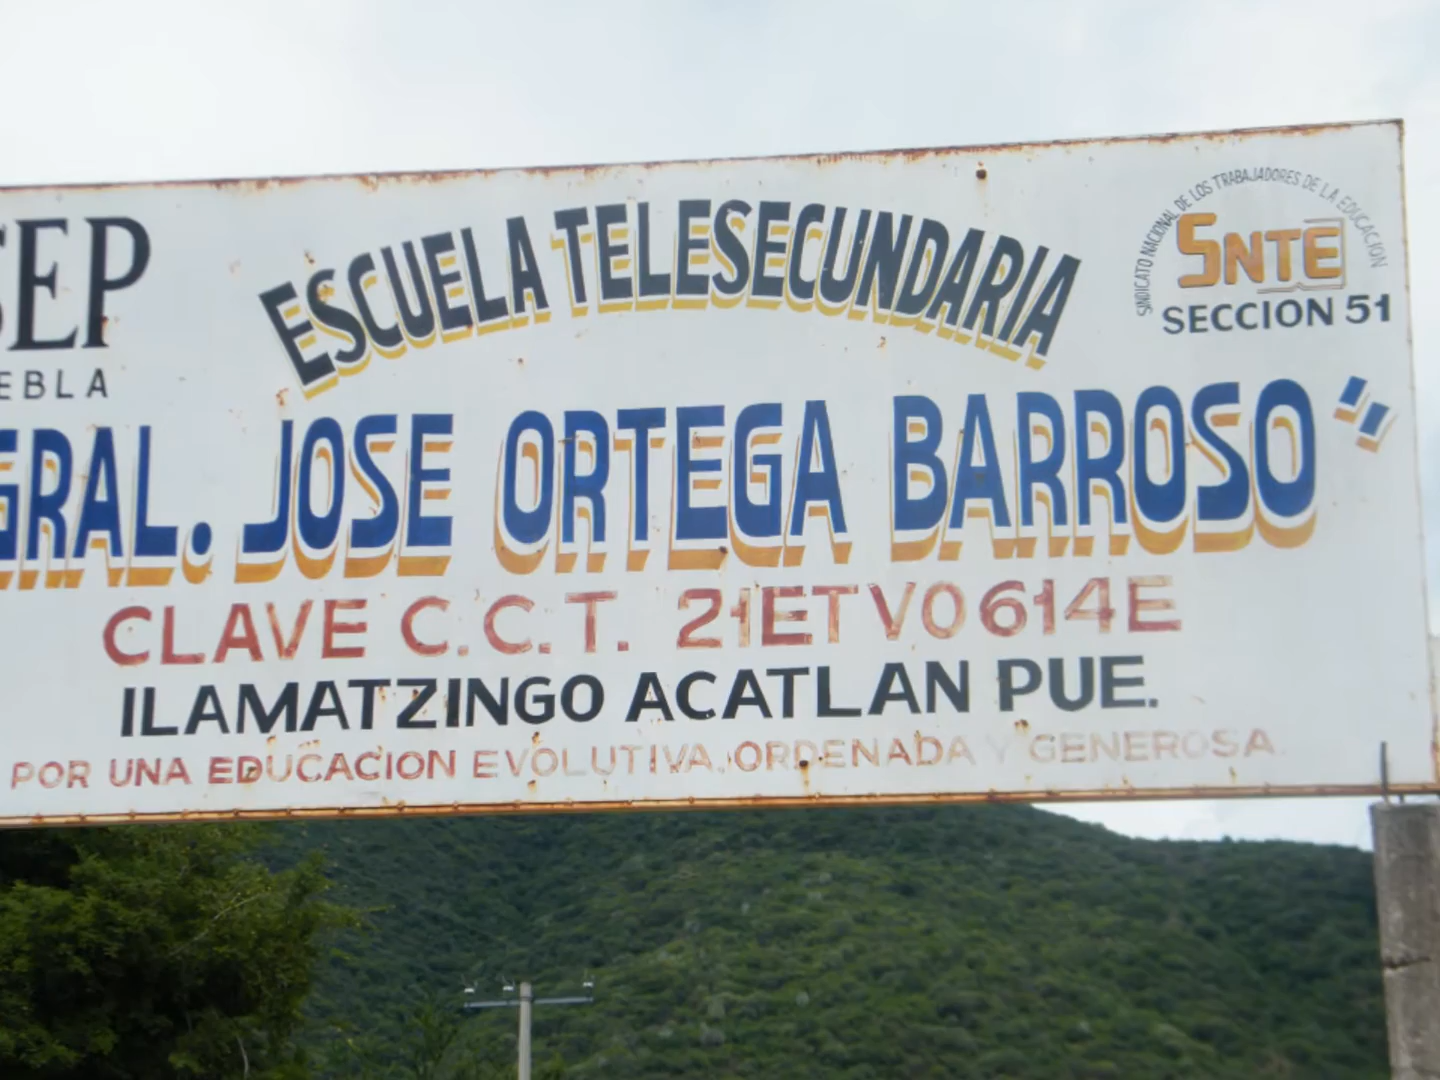 SEP
EBLA
ESCUELA TELESECUNDARIA
SINDICATO NACIONAL DE LOS TRABAJADORES DE LA EDUCACION
SNTE
SECCION 51
GRAL. JOSE ORTEGA BARROSO"
CLAVE C.C.T. 21ETV0614E
ILAMATZINGO ACATLAN PUE.
POR UNA EDUCACION EVOLUTIVA, ORDENADA Y GENEROSA.